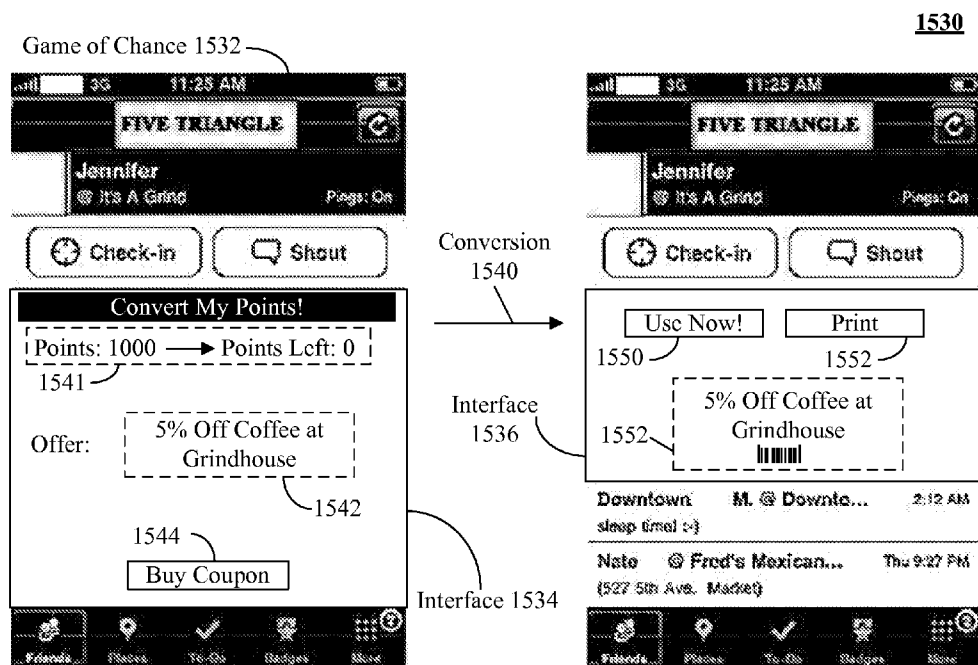 1530
Game of Chance 1532
3G 11:25 AM
FIVE TRIANGLE
Jennifer
@ It's A Grind Pings: On
Check-in Shout
Convert My Points!
Points: 1000 Points Left: 0
1541
Offer: 5% Off Coffee at
Grindhouse
1542
1544
Buy Coupon
Interface 1534
Friends Places To-Do Badges More
Conversion
1540
3G 11:25 AM
FIVE TRIANGLE
Jennifer
@ It's A Grind Pings: On
Check-in Shout
Use Now! Print
1550 1552
Interface
1536
1552
5% Off Coffee at
Grindhouse
Downtown M. @ Downto... 2:12 AM
sleep time! :-)
Nate @ Fred's Mexican... Thu 9:27 PM
(527 5th Ave. Market)
Friends Places To-Do Badges More